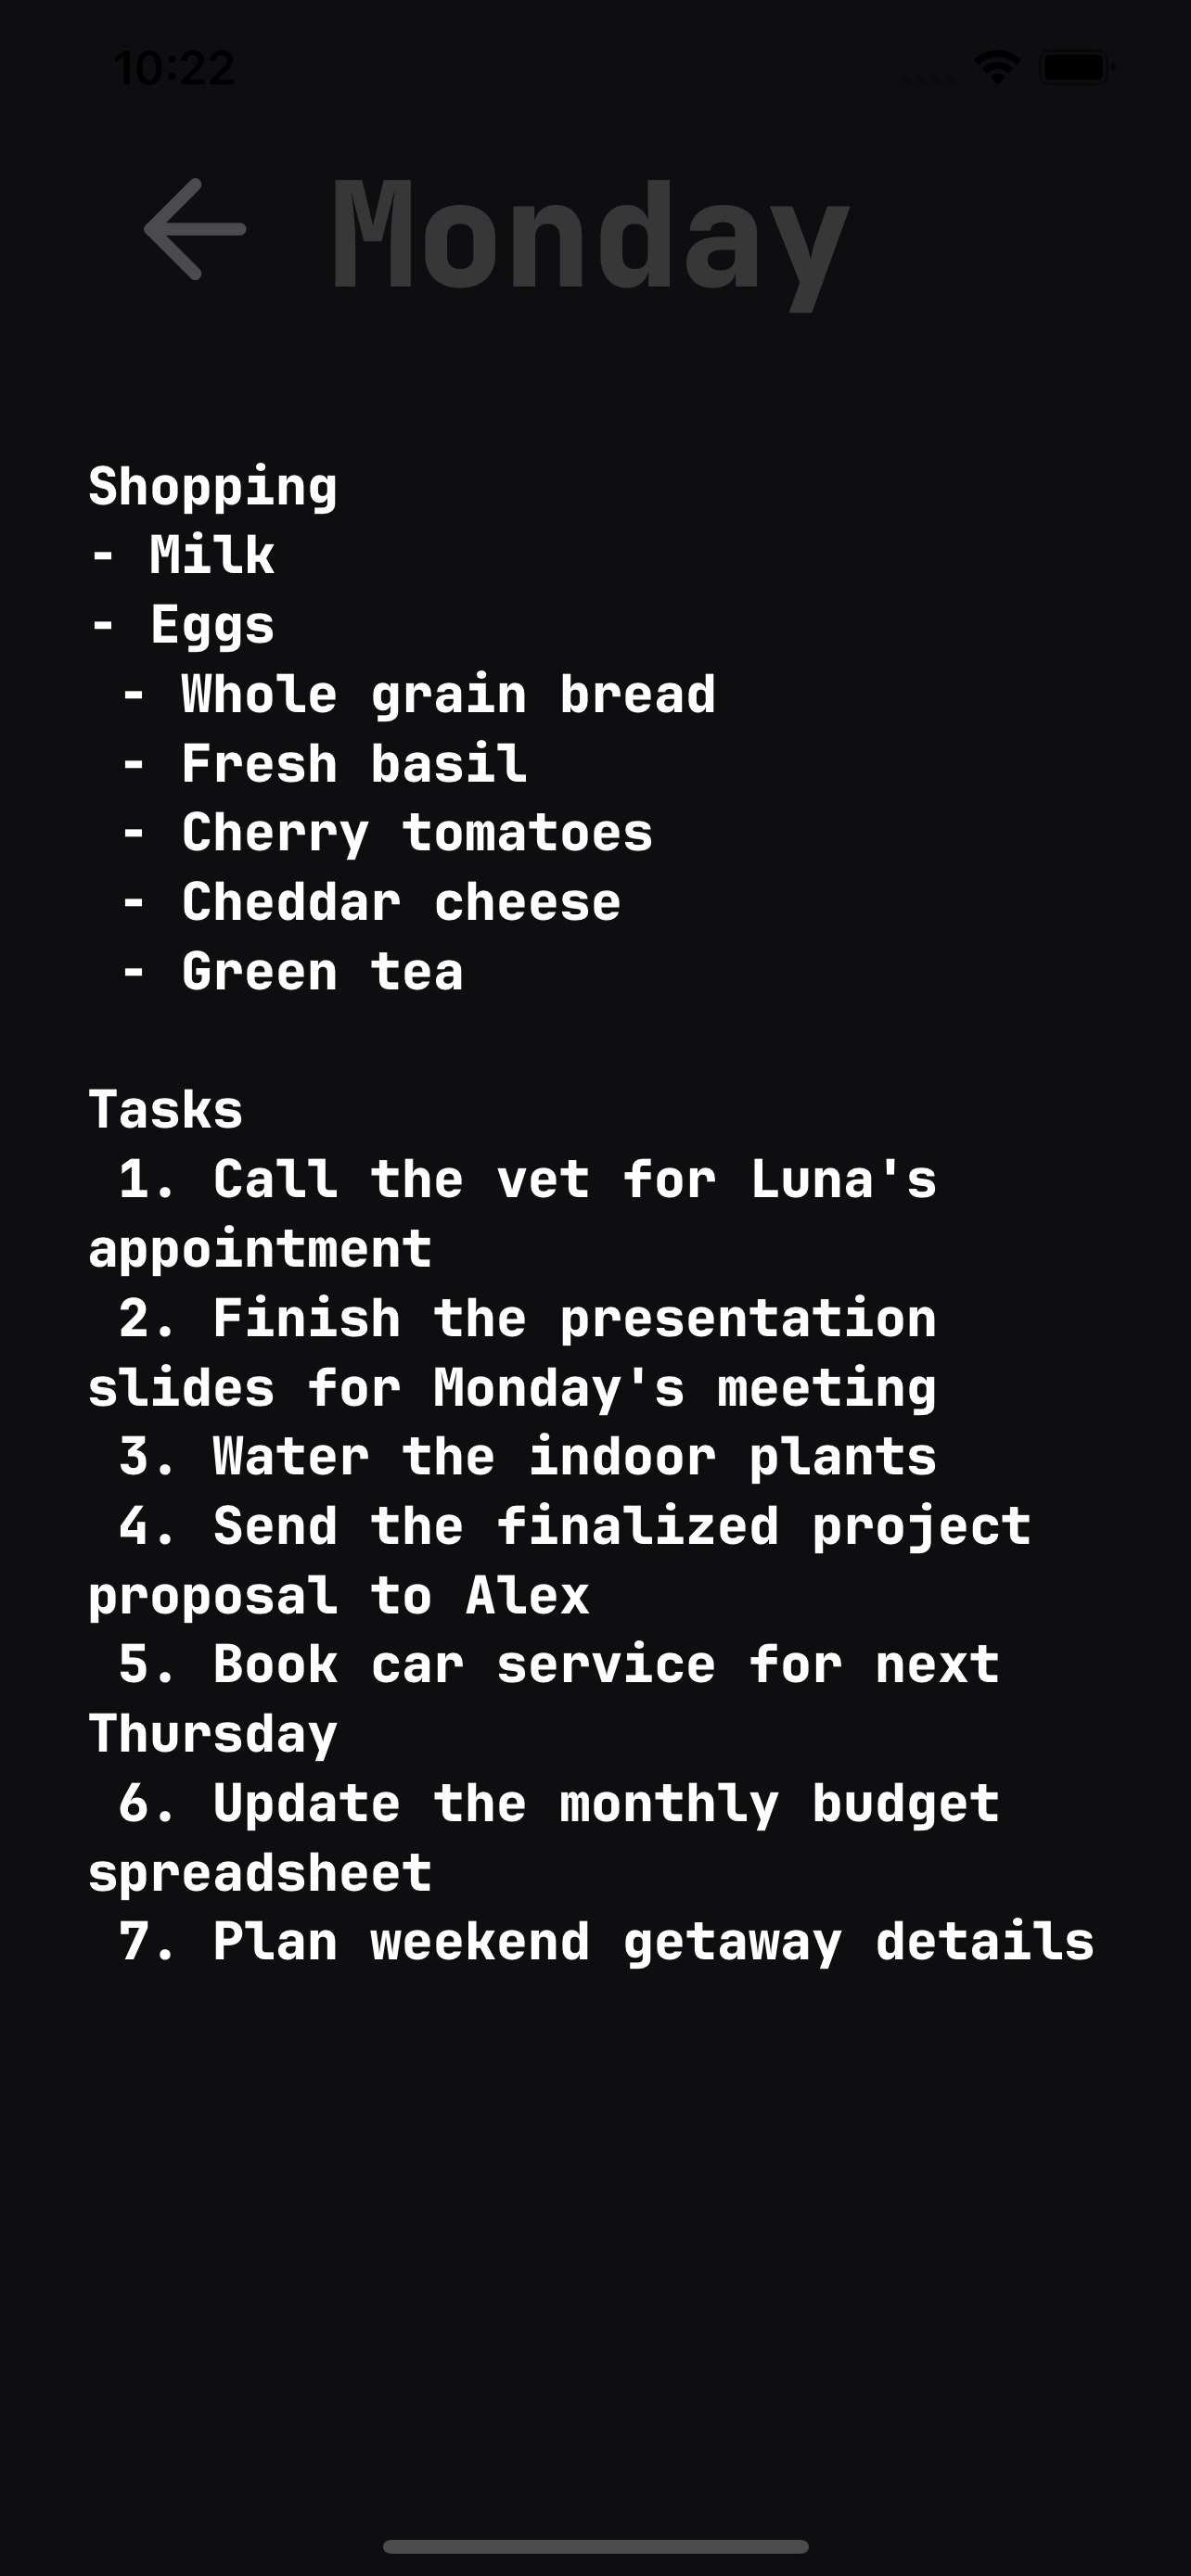 10:22
Monday
Shopping
- Milk
- Eggs
 - Whole grain bread
 - Fresh basil
 - Cherry tomatoes
 - Cheddar cheese
 - Green tea

Tasks
 1. Call the vet for Luna's
appointment
 2. Finish the presentation
slides for Monday's meeting
 3. Water the indoor plants
 4. Send the finalized project
proposal to Alex
 5. Book car service for next
Thursday
 6. Update the monthly budget
spreadsheet
 7. Plan weekend getaway details